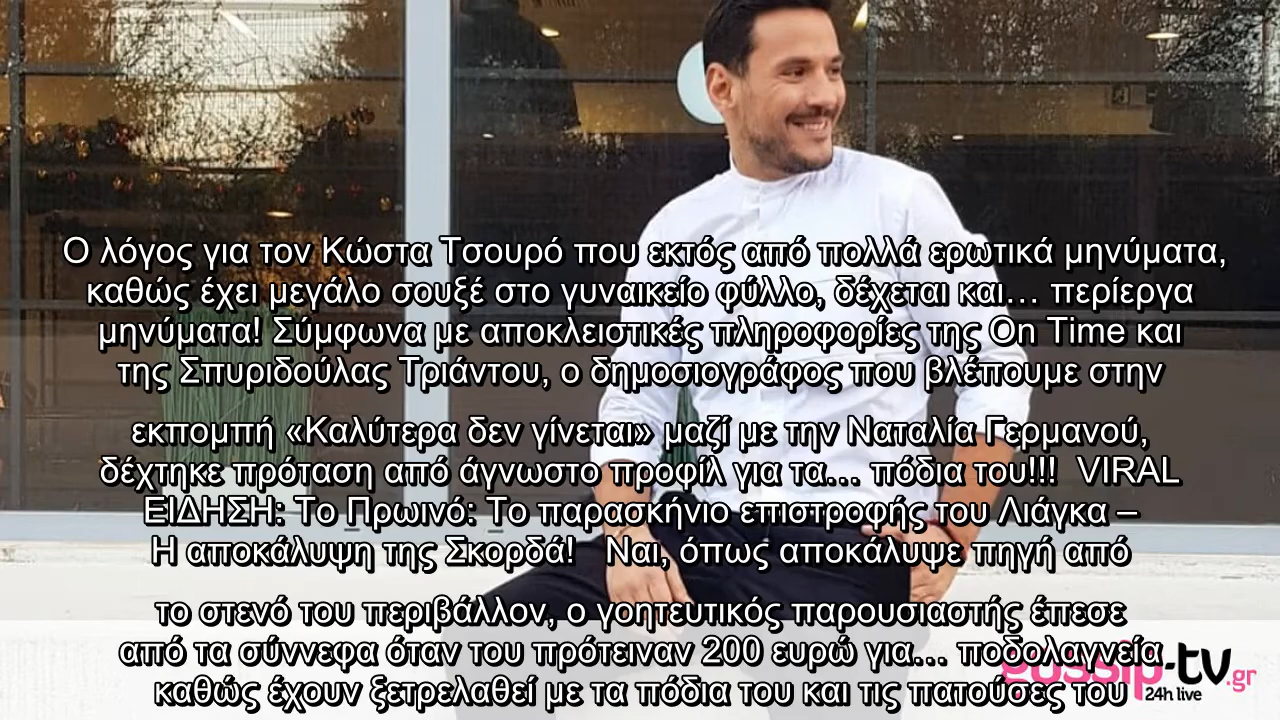 Ο λόγος για τον Κώστα Τσουρό που εκτός από πολλά ερωτικά μηνύματα,
καθώς έχει μεγάλο σουξέ στο γυναικείο φύλλο, δέχεται και… περίεργα
μηνύματα! Σύμφωνα με αποκλειστικές πληροφορίες της On Time και
της Σπυριδούλας Τριάντου, ο δημοσιογράφος που βλέπουμε στην
εκπομπή «Καλύτερα δεν γίνεται» μαζί με την Ναταλία Γερμανού,
δέχτηκε πρόταση από άγνωστο προφίλ για τα… πόδια του!!! VIRAL
ΕΙΔΗΣΗ: Το Πρωινό: Το παρασκήνιο επιστροφής του Λιάγκα –
Η αποκάλυψη της Σκορδά! Ναι, όπως αποκάλυψε πηγή από
το στενό του περιβάλλον, ο γοητευτικός παρουσιαστής έπεσε
από τα σύννεφα όταν του πρότειναν 200 ευρώ για… ποδολαγνεία
καθώς έχουν ξετρελαθεί με τα πόδια του και τις πατούσες του
gossip-tv.gr
24h live